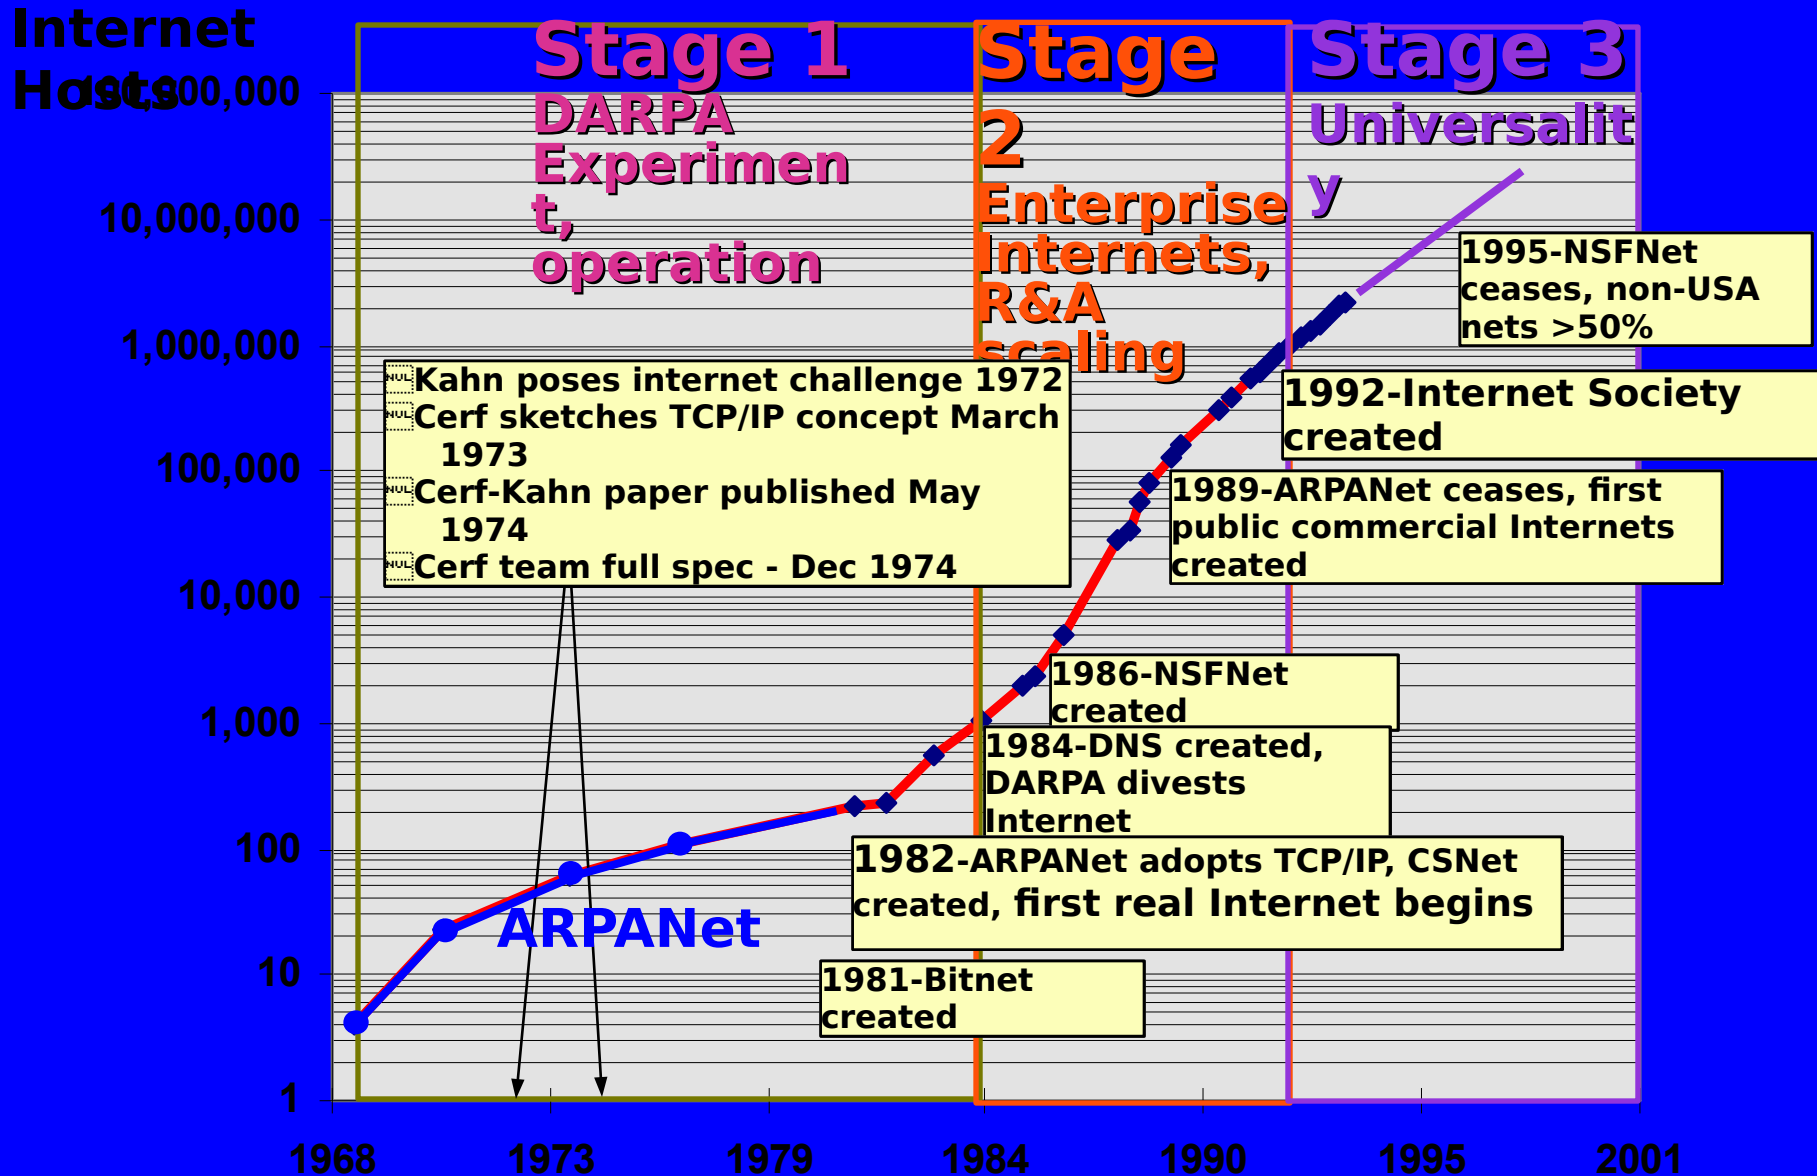 Internet
Hosts
Stage 1
DARPA
Experimen
t,
operation
Stage
2
Enterprise
Internets,
R&A
scaling
Stage 3
Universalit
y
100,000,000
10,000,000
1,000,000
100,000
10,000
1,000
100
10
1
1995-NSFNet
ceases, non-USA
nets >50%
Kahn poses internet challenge 1972
Cerf sketches TCP/IP concept March
1973
Cerf-Kahn paper published May
1974
Cerf team full spec - Dec 1974
1992-Internet Society
created
1989-ARPANet ceases, first
public commercial Internets
created
1986-NSFNet
created
1984-DNS created,
DARPA divests
Internet
1982-ARPANet adopts TCP/IP, CSNet
created, first real Internet begins
ARPANet
1981-Bitnet
created
1968 1973 1979 1984 1990 1995 2001